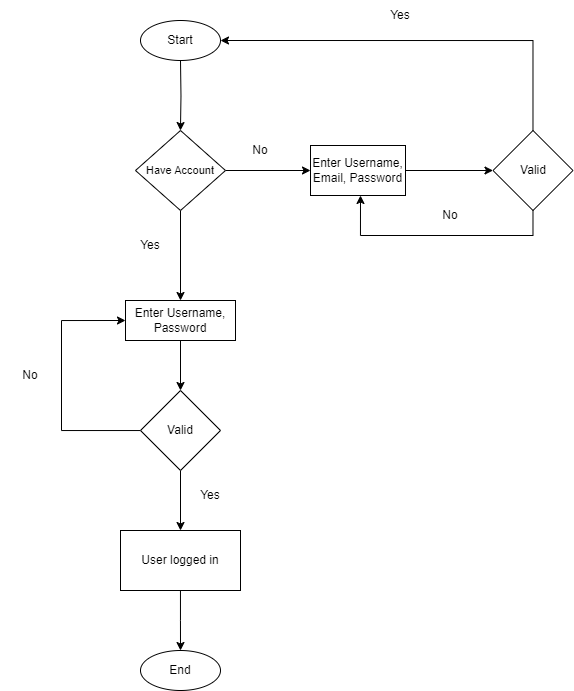 Yes
Start
Have Account
No
Enter Username,
Email, Password
Valid
No
Yes
Enter Username,
Password
No
Valid
Yes
User logged in
End